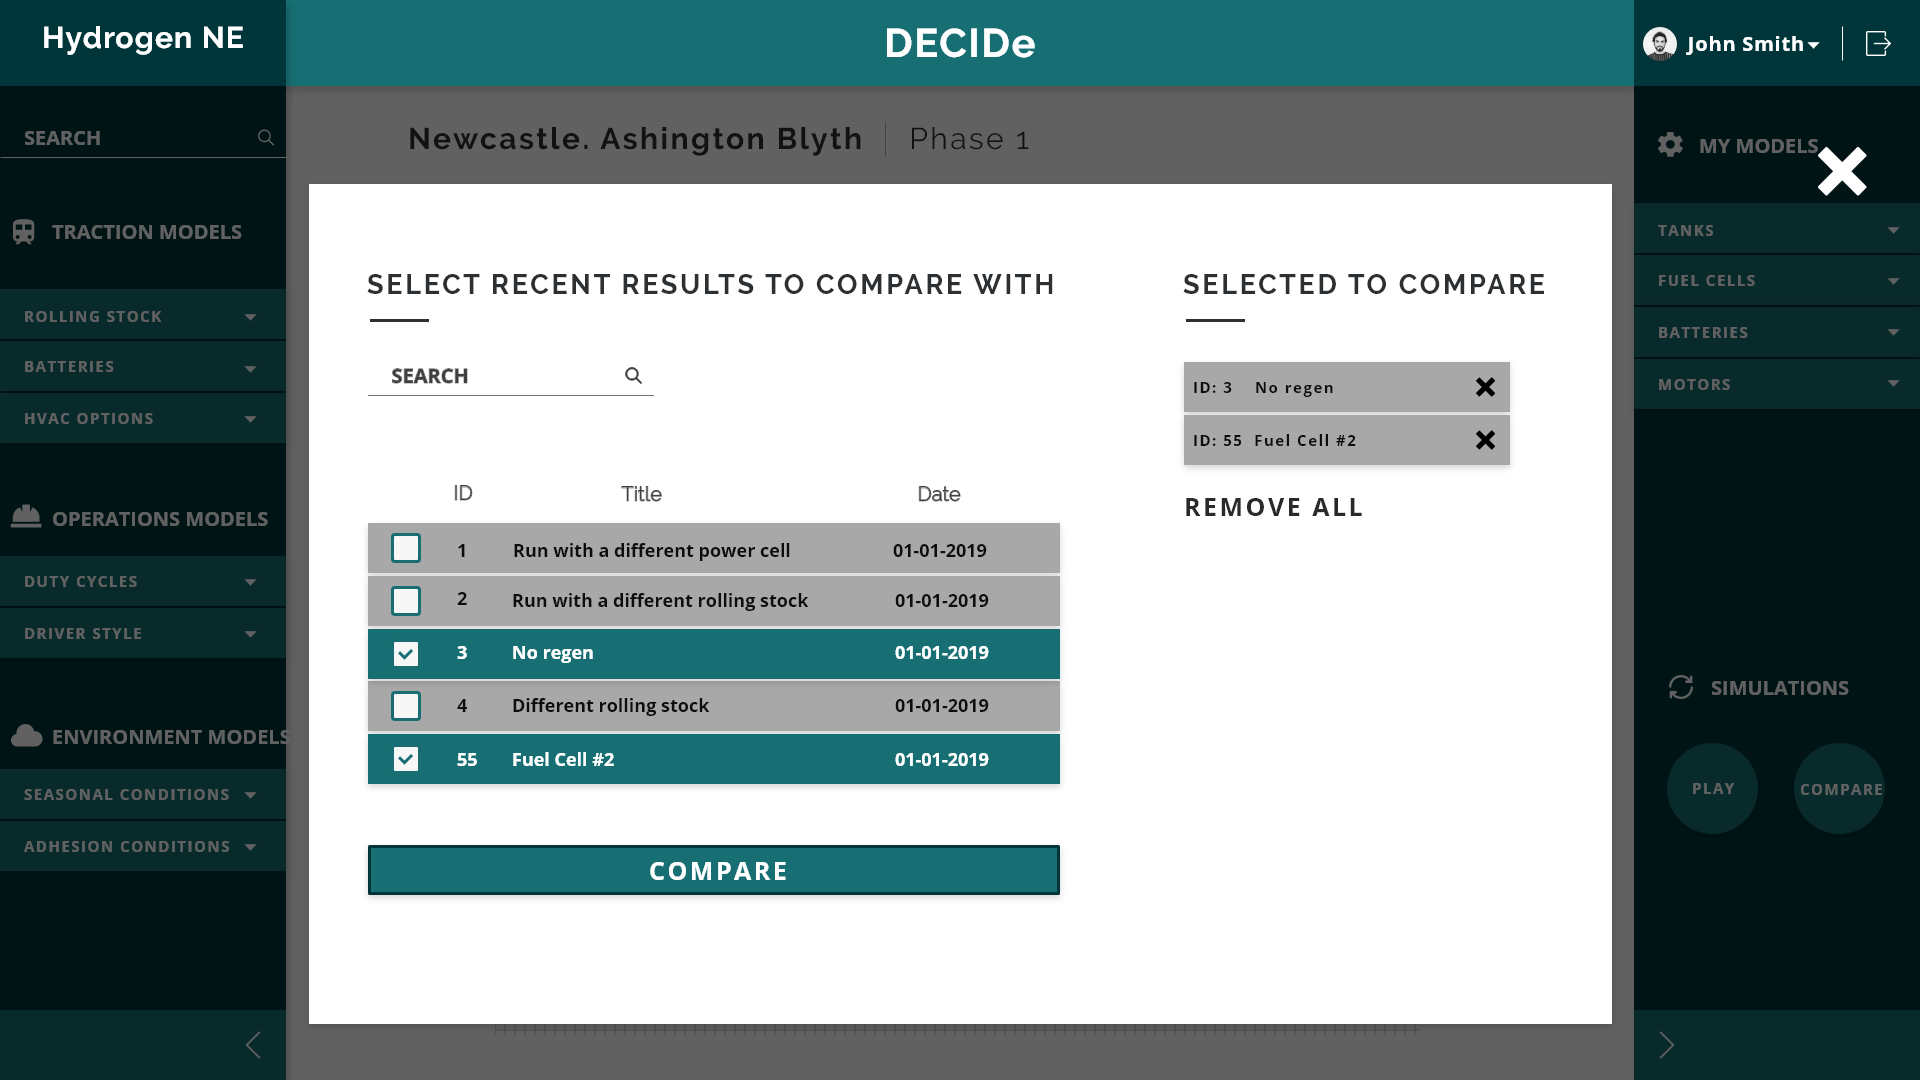 Hydrogen NE
DECIDe
John Smith
SEARCH
TRACTION MODELS
ROLLING STOCK
BATTERIES
HVAC OPTIONS
OPERATIONS MODELS
DUTY CYCLES
DRIVER STYLE
ENVIRONMENT MODELS
SEASONAL CONDITIONS
ADHESION CONDITIONS
Newcastle. Ashington Blyth | Phase 1
SELECT RECENT RESULTS TO COMPARE WITH
SEARCH
ID Title Date
1 Run with a different power cell 01-01-2019
2 Run with a different rolling stock 01-01-2019
3 No regen 01-01-2019
4 Different rolling stock 01-01-2019
55 Fuel Cell #2 01-01-2019
COMPARE
SELECTED TO COMPARE
ID: 3 No regen
ID: 55 Fuel Cell #2
REMOVE ALL
MY MODELS
TANKS
FUEL CELLS
BATTERIES
MOTORS
SIMULATIONS
PLAY
COMPARE